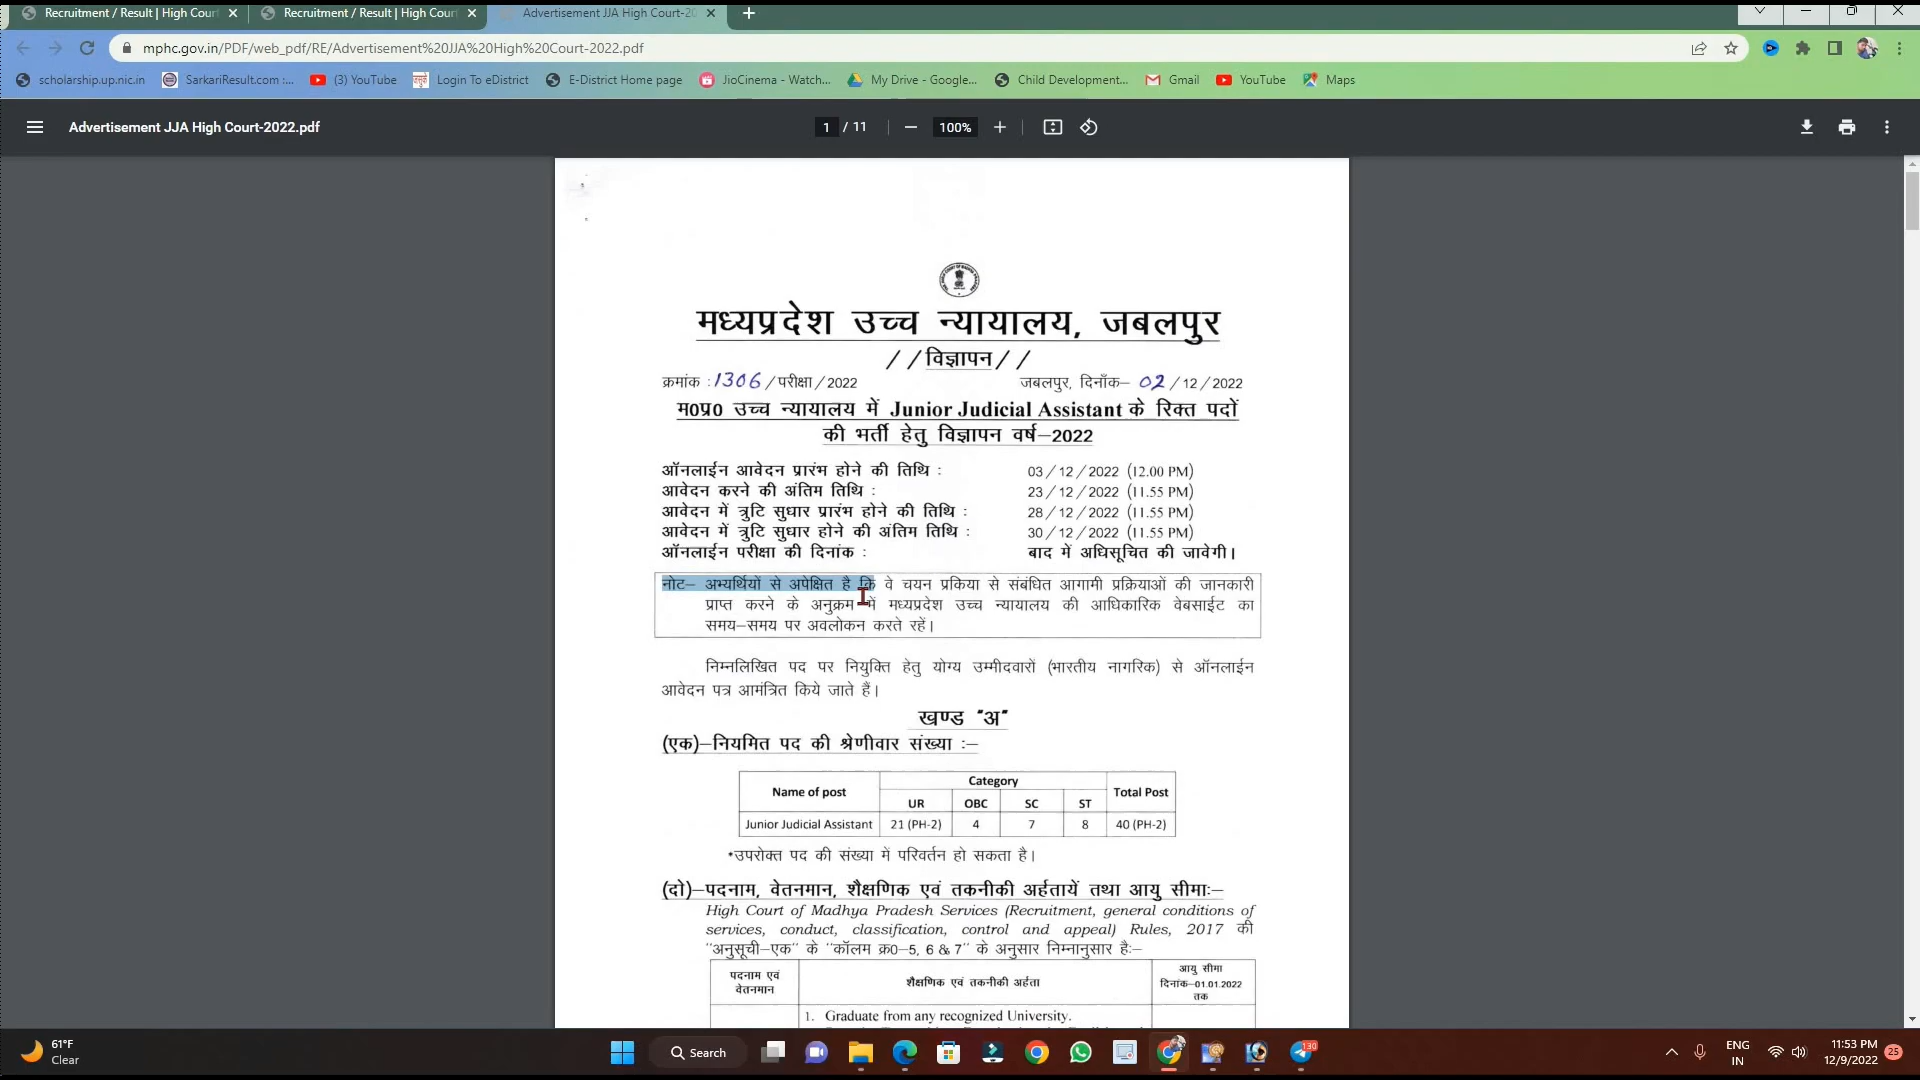 Recruitment / Result | High Court
Recruitment / Result | High Court
Advertisement JJA High Court-20
mphc.gov.in/PDF/web_pdf/RE/Advertisement%20JJA%20High%20Court-2022.pdf
scholarship.up.nic.in
SarkariResult.com :...
(3) YouTube
Login To eDistrict
E-District Home page
JioCinema - Watch...
My Drive - Google...
Child Development...
Gmail
YouTube
Maps
Advertisement JJA High Court-2022.pdf
1 / 11
100%
मध्यप्रदेश उच्च न्यायालय, जबलपुर
//विज्ञापन//
क्रमांक :1306/परीक्षा/2022 जबलपुर, दिनॉंक– 02/12/2022
म0प्र0 उच्च न्यायालय में Junior Judicial Assistant के रिक्त पदों
की भर्ती हेतु विज्ञापन वर्ष–2022
ऑनलाईन आवेदन प्रारंभ होने की तिथि : 03/12/2022 (12.00 PM)
आवेदन करने की अंतिम तिथि : 23/12/2022 (11.55 PM)
आवेदन में त्रुटि सुधार प्रारंभ होने की तिथि : 28/12/2022 (11.55 PM)
आवेदन में त्रुटि सुधार होने की अंतिम तिथि : 30/12/2022 (11.55 PM)
ऑनलाईन परीक्षा की दिनांक : बाद में अधिसूचित की जावेगी।
नोट– अभ्यर्थियों से अपेक्षित है कि वे चयन प्रकिया से संबंधित आगामी प्रक्रियाओं की जानकारी
प्राप्त करने के अनुक्रम में मध्यप्रदेश उच्च न्यायालय की आधिकारिक वेबसाईट का
समय–समय पर अवलोकन करते रहें।
निम्नलिखित पद पर नियुक्ति हेतु योग्य उम्मीदवारों (भारतीय नागरिक) से ऑनलाईन
आवेदन पत्र आमंत्रित किये जाते हैं।
खण्ड "अ"
(एक)–नियमित पद की श्रेणीवार संख्या :–
Name of post Category Total Post
UR OBC SC ST
Junior Judicial Assistant 21 (PH-2) 4 7 8 40 (PH-2)
*उपरोक्त पद की संख्या में परिवर्तन हो सकता है।
(दो)–पदनाम, वेतनमान, शैक्षणिक एवं तकनीकी अर्हतायें तथा आयु सीमाः–
High Court of Madhya Pradesh Services (Recruitment, general conditions of
services, conduct, classification, control and appeal) Rules, 2017 की
"अनुसूची–एक" के "कॉलम क्र0–5, 6 & 7" के अनुसार निम्नानुसार हैः–
पदनाम एवं वेतनमान शैक्षणिक एवं तकनीकी अर्हता आयु सीमा दिनांक–01.01.2022 तक
1. Graduate from any recognized University.
61°F
Clear
Search
130
ENG
IN
11:53 PM
12/9/2022
25